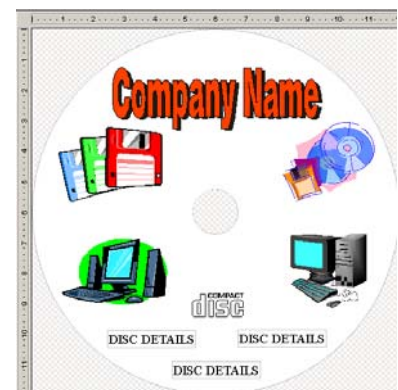 Company Name
COMPACT
disc
DISC DETAILS DISC DETAILS
DISC DETAILS